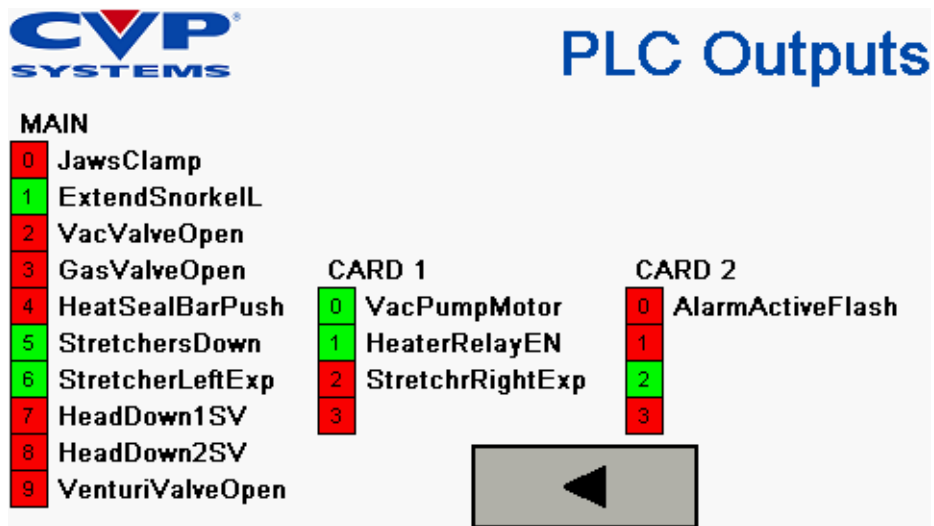 CVP
SYSTEMS
PLC Outputs
MAIN
0 JawsClamp
1 ExtendSnorkelL
2 VacValveOpen
3 GasValveOpen
4 HeatSealBarPush
5 StretchersDown
6 StretcherLeftExp
7 HeadDown1SV
8 HeadDown2SV
9 VenturiValveOpen
CARD 1
0 VacPumpMotor
1 HeaterRelayEN
2 StretchrRightExp
3
CARD 2
0 AlarmActiveFlash
1
2
3